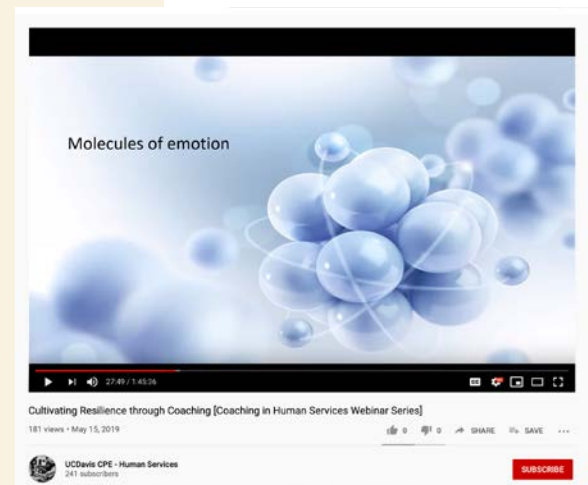 Molecules of emotion
27:49 / 1:45:26
CC
Cultivating Resilience through Coaching [Coaching in Human Services Webinar Series]
181 views • May 15, 2019
0 0 SHARE SAVE ...
UCDavis CPE - Human Services
241 subscribers
SUBSCRIBE